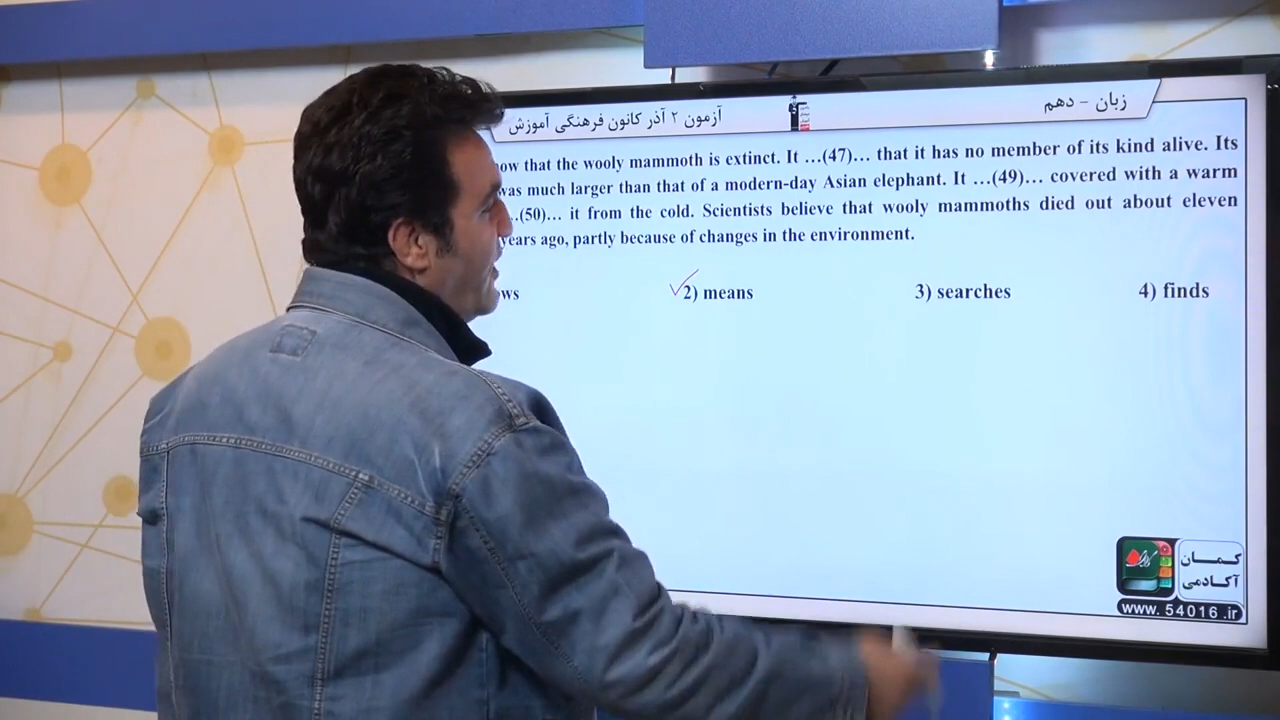 زبان - دهم
آزمون ۲ آذر کانون فرهنگی آموزش
that the wooly mammoth is extinct. It ...(47)... that it has no member of its kind alive. Its
was much larger than that of a modern-day Asian elephant. It ...(49)... covered with a warm
(50)... it from the cold. Scientists believe that wooly mammoths died out about eleven
years ago, partly because of changes in the environment.
2) means 3) searches 4) finds
کمان
آکادمی
www.54016.ir